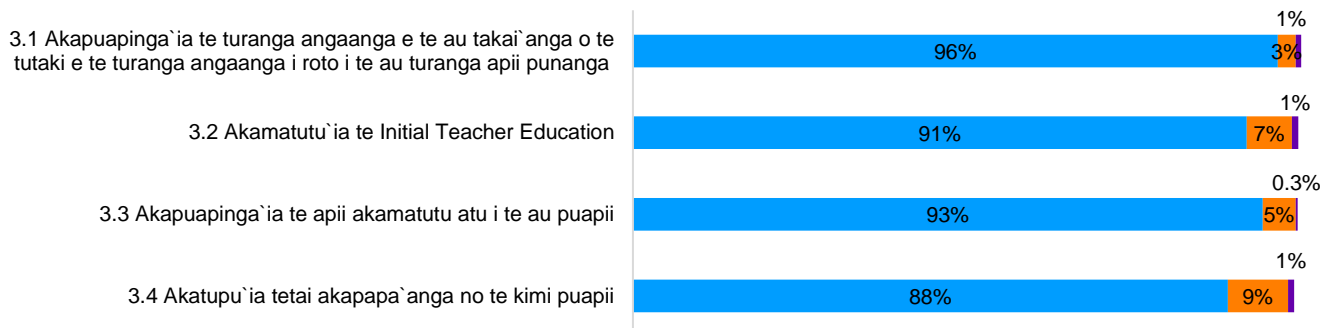 1%
3.1 Akapuapinga`ia te turanga angaanga e te au takai`anga o te
tutaki e te turanga angaanga i roto i te au turanga apii punanga
96%
3%
1%
3.2 Akamatutu`ia te Initial Teacher Education
91%
7%
0.3%
3.3 Akapuapinga`ia te apii akamatutu atu i te au puapii
93%
5%
1%
3.4 Akatupu`ia tetai akapapa`anga no te kimi puapii
88%
9%